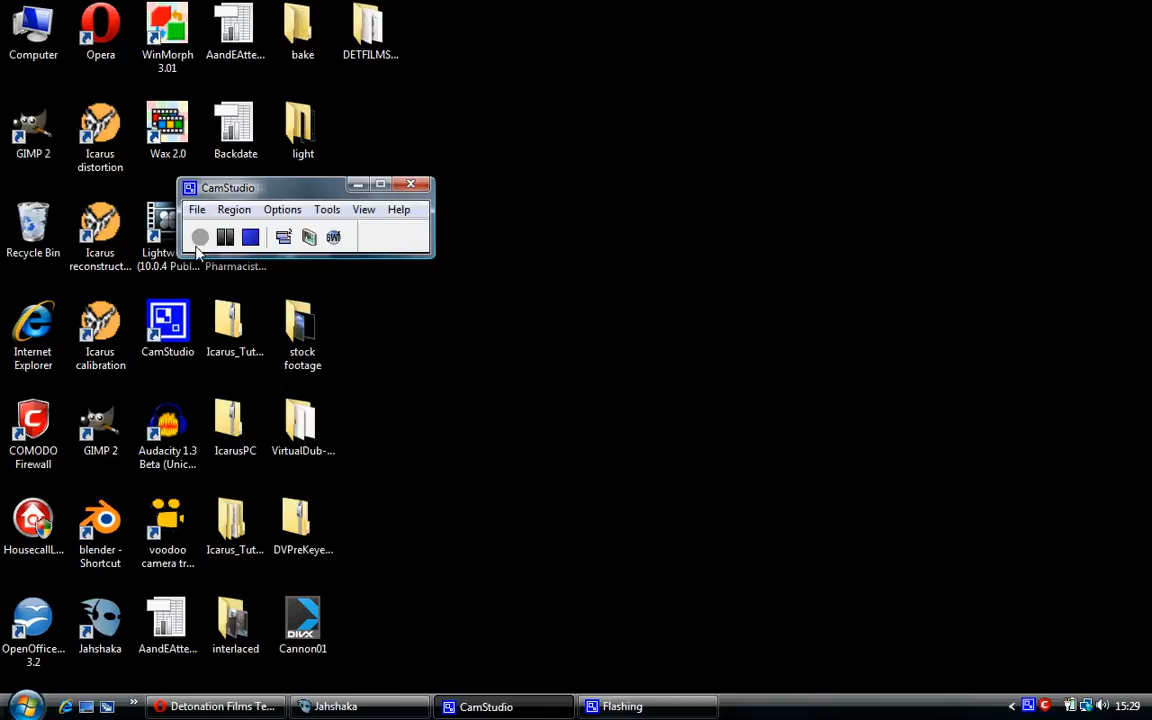 Computer
Opera
WinMorph
3.01
AandEAtte...
bake
DETFILMS...
GIMP 2
Icarus
distortion
Wax 2.0
Backdate
light
CamStudio
File Region Options Tools View Help
SWF
Recycle Bin
Icarus
reconstruct...
Lightw
(10.0.4 Publ...
Pharmacist...
Internet
Explorer
Icarus
calibration
CamStudio
Icarus_Tut...
stock
footage
COMODO
Firewall
GIMP 2
Audacity 1.3
Beta (Unic...
IcarusPC
VirtualDub-...
HousecallL...
blender -
Shortcut
voodoo
camera tr...
Icarus_Tut...
DVPreKeye...
OpenOffice...
3.2
Jahshaka
AandEAtte...
interlaced
DIVX
Cannon01
Detonation Films Te...
Jahshaka
CamStudio
Flashing
15:29